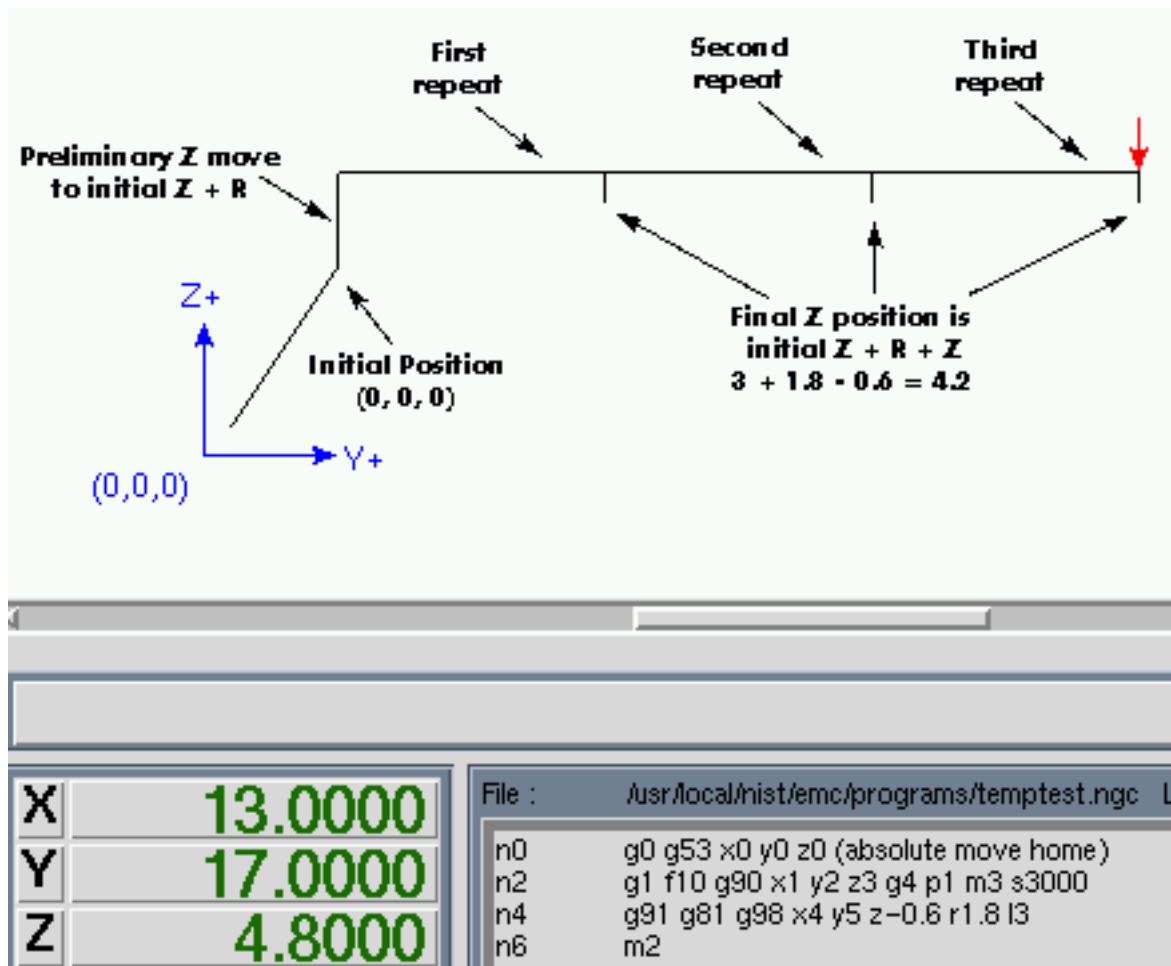 First
repeat
Second
repeat
Third
repeat
Preliminary Z move
to initial Z + R
Z+
Initial Position
(0, 0, 0)
Final Z position is
initial Z + R + Z
3 + 1.8 - 0.6 = 4.2
Y+
(0,0,0)
X 13.0000
Y 17.0000
Z 4.8000
File : /usr/local/nist/emc/programs/temptest.ngc L
n0 g0 g53 x0 y0 z0 (absolute move home)
n2 g1 f10 g90 x1 y2 z3 g4 p1 m3 s3000
n4 g91 g81 g98 x4 y5 z-0.6 r1.8 l3
n6 m2